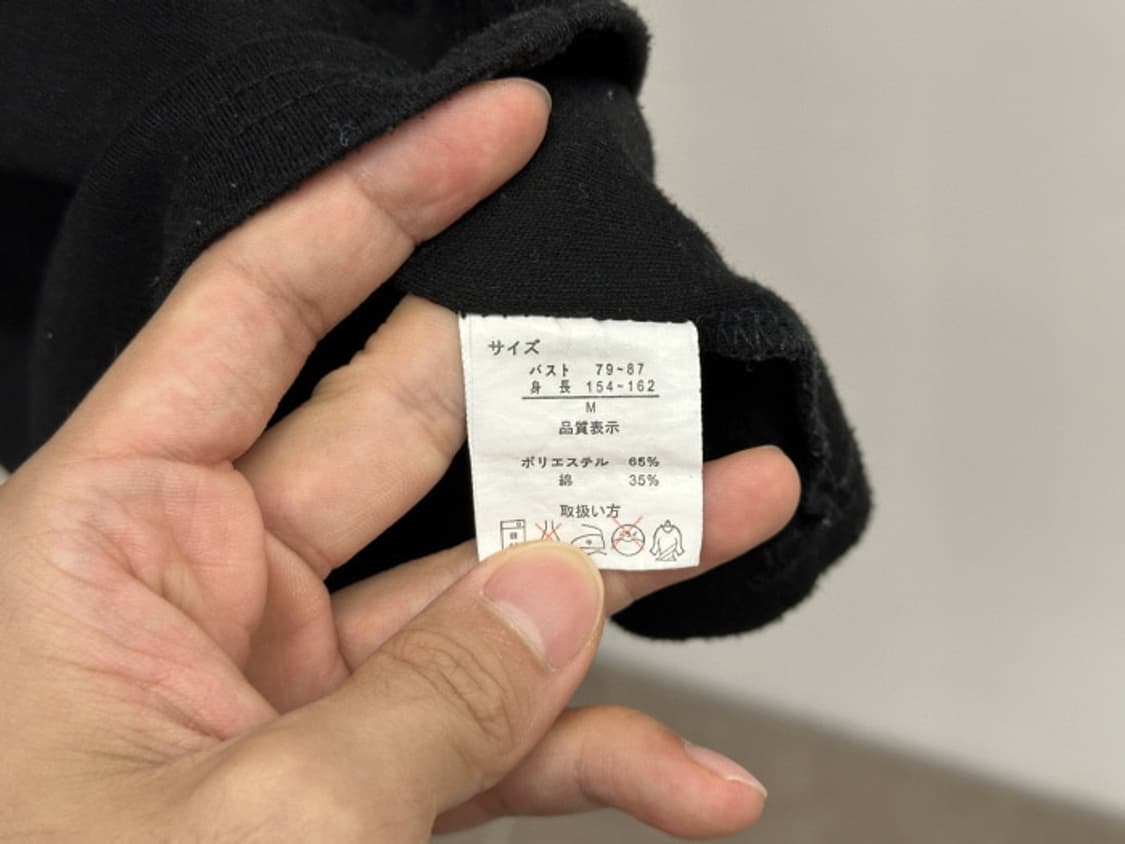 サイズ
バスト 79~87
身長 154-162
M
品質表示
ポリエステル 65%
綿 35%
取扱い方